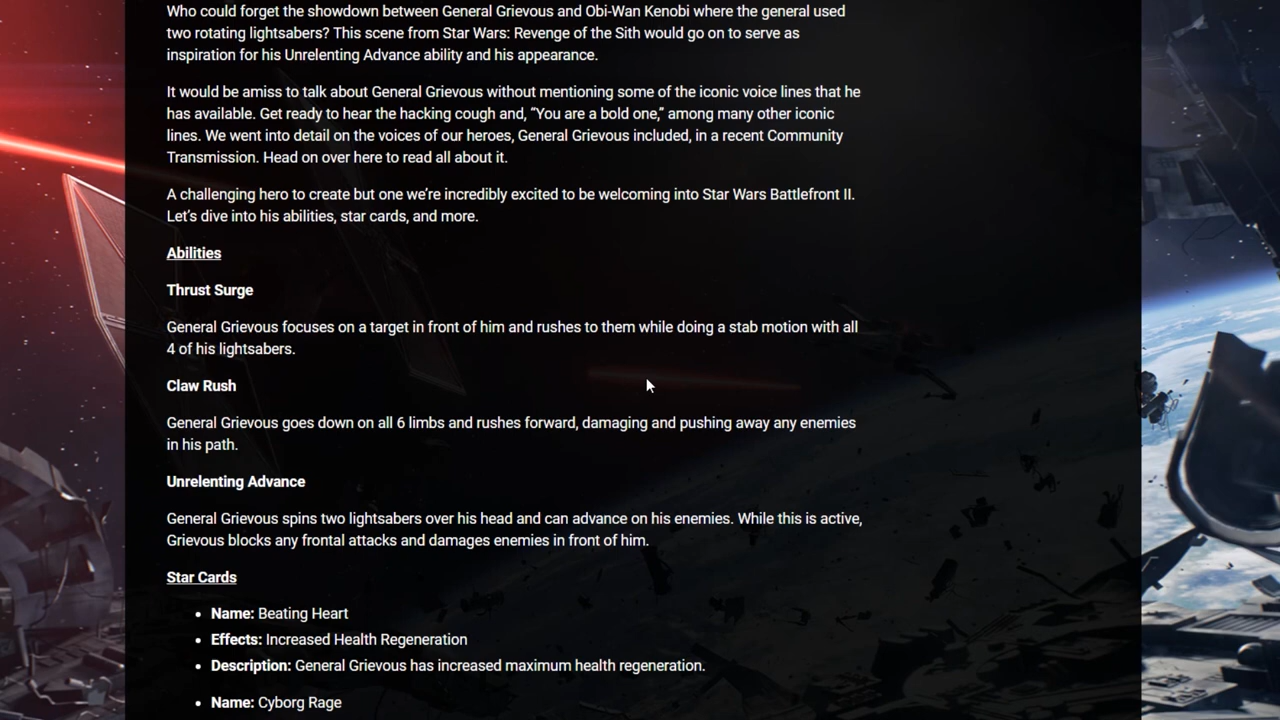 Who could forget the showdown between General Grievous and Obi-Wan Kenobi where the general used
two rotating lightsabers? This scene from Star Wars: Revenge of the Sith would go on to serve as
inspiration for his Unrelenting Advance ability and his appearance.
It would be amiss to talk about General Grievous without mentioning some of the iconic voice lines that he
has available. Get ready to hear the hacking cough and, “You are a bold one,” among many other iconic
lines. We went into detail on the voices of our heroes, General Grievous included, in a recent Community
Transmission. Head on over here to read all about it.
A challenging hero to create but one we’re incredibly excited to be welcoming into Star Wars Battlefront II.
Let’s dive into his abilities, star cards, and more.
Abilities
Thrust Surge
General Grievous focuses on a target in front of him and rushes to them while doing a stab motion with all
4 of his lightsabers.
Claw Rush
General Grievous goes down on all 6 limbs and rushes forward, damaging and pushing away any enemies
in his path.
Unrelenting Advance
General Grievous spins two lightsabers over his head and can advance on his enemies. While this is active,
Grievous blocks any frontal attacks and damages enemies in front of him.
Star Cards
• Name: Beating Heart
• Effects: Increased Health Regeneration
• Description: General Grievous has increased maximum health regeneration.
• Name: Cyborg Rage